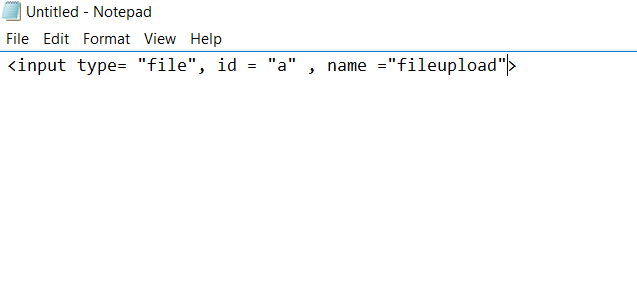 Untitled - Notepad
File Edit Format View Help
<input type= "file", id = "a" , name ="fileupload">